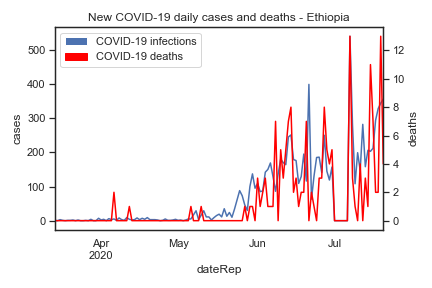 New COVID-19 daily cases and deaths - Ethiopia
COVID-19 infections
COVID-19 deaths
500
400
300
200
100
0
cases
12
10
8
6
4
2
0
deaths
Apr
2020
May
Jun
Jul
dateRep